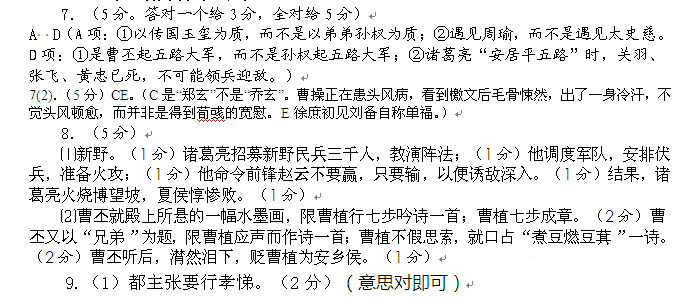 7．（5分。答对一个给3分，全对给5分）
A D（A项：①以传国玉玺为质，而不是以弟弟孙权为质；②遇见周瑜，而不是遇见太史慈。
D项：①是曹丕起五路大军，而不是孙权起五路大军；②诸葛亮“安居平五路”时，关羽、
张飞、黄忠已死，不可能领兵迎敌。）
7(2).（5分）CE。（C是“郑玄”不是“乔玄”。曹操正在患头风病，看到檄文后毛骨悚然，出了一身冷汗，不
觉头风顿愈，而并非是得到荀彧的宽慰。E徐庶初见刘备自称单福。）
8．（5分）
⑴新野。（1分）诸葛亮招募新野民兵三千人，教演阵法；（1分）他调度军队，安排伏
兵，准备火攻；（1分）他命令前锋赵云不要赢，只要输，以便诱敌深入。（1分）结果，诸
葛亮火烧博望坡，夏侯惇惨败。（1分）
⑵曹丕就殿上所悬的一幅水墨画，限曹植行七步吟诗一首；曹植七步成章。（2分）曹
丕又以“兄弟”为题，限曹植应声而作诗一首；曹植不假思索，就口占“煮豆燃豆萁”一诗。
（2分）曹丕听后，潸然泪下，贬曹植为安乡侯。（1分）
9．（1）都主张要行孝悌。（2分）（意思对即可）